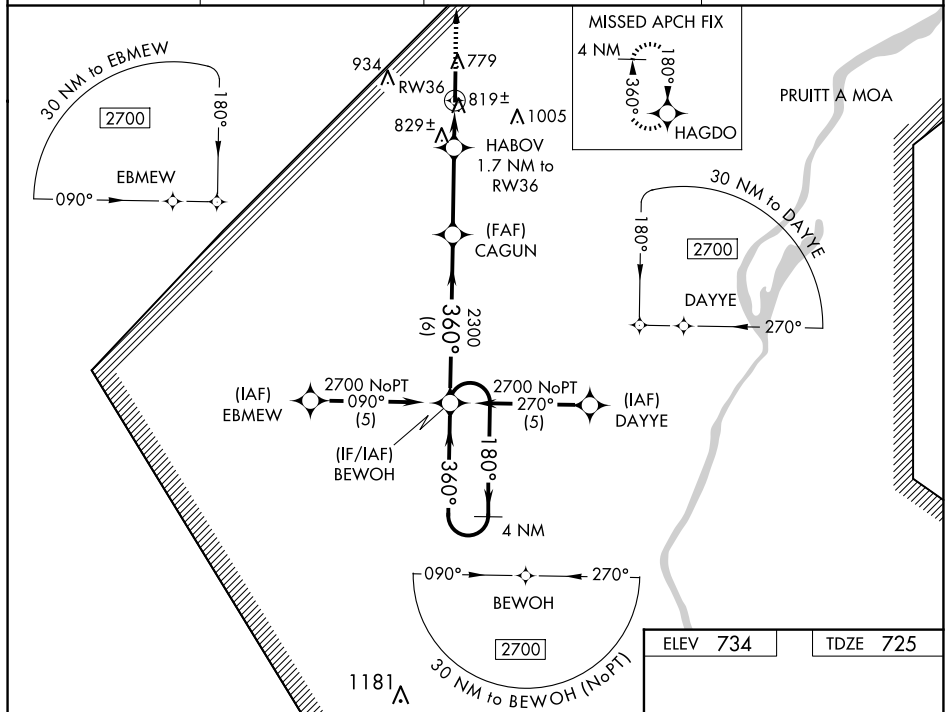 MISSED APCH FIX
4 NM
180°
360°
HAGDO
30 NM to EBMEW
2700
180°
EBMEW
090°
934
779
RW36
819±
829±
1005
HABOV
1.7 NM to
RW36
PRUITT A MOA
30 NM to DAYYE
180°
2700
DAYYE
270°
(FAF)
CAGUN
360°
(6)
2300
(IAF)
EBMEW
2700 NoPT
090°
(5)
2700 NoPT
270°
(5)
(IAF)
DAYYE
(IF/IAF)
BEWOH
360°
180°
4 NM
090°
270°
BEWOH
2700
30 NM to BEWOH (NoPT)
1181
ELEV 734
TDZE 725